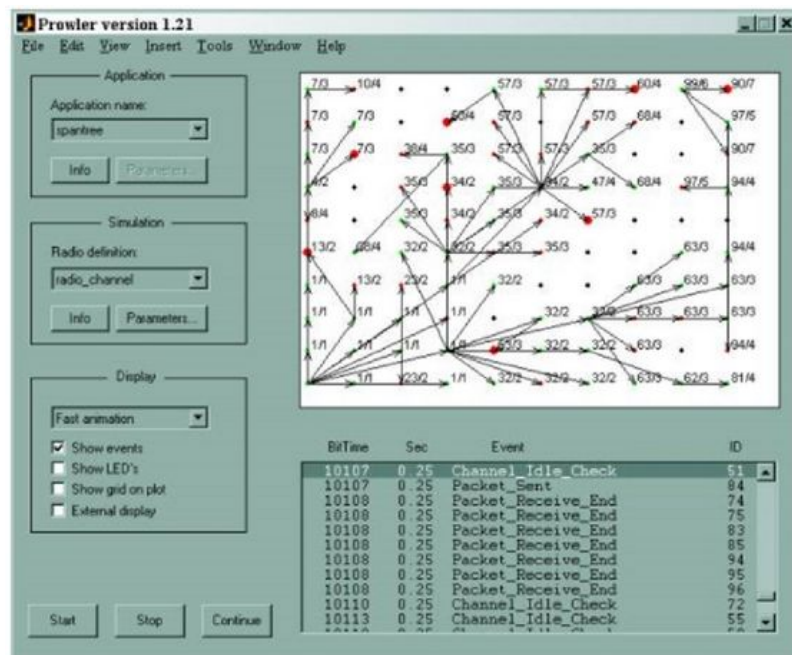 Prowler version 1.21
File Edit View Insert Tools Window Help
Application
Application name:
spantree
Info Parameters...
Simulation
Radio definition:
radio_channel
Info Parameters...
Display
Fast animation
Show events
Show LED's
Show grid on plot
External display
Start Stop Continue
7/3 10/4 57/3 57/3 57/3 60/4 99/6 90/7
7/3 7/3 57/3 57/3 57/3 68/4 97/5
7/3 7/3 35/3 57/3 57/3 35/3 90/7
35/3 34/2 35/3 47/4 68/4 97/5 94/4
35/3 34/2 35/3 34/2 57/3
13/2 32/2 35/3 35/3 63/3 94/4
1/1 13/2 23/2 1/1 32/2 63/3 63/3 63/3
1/1 1/1 1/1 1/1 32/2 63/3 63/3 63/3
1/1 1/1 1/1 63/3 32/2 32/2 63/3 94/4
1/1 23/2 1/1 32/2 32/2 32/2 63/3 62/3 81/4
BitTime Sec Event ID
10107 0.25 Channel_Idle_Check 51
10107 0.25 Packet_Sent 84
10108 0.25 Packet_Receive_End 74
10108 0.25 Packet_Receive_End 75
10108 0.25 Packet_Receive_End 83
10108 0.25 Packet_Receive_End 85
10108 0.25 Packet_Receive_End 94
10108 0.25 Packet_Receive_End 95
10108 0.25 Packet_Receive_End 96
10110 0.25 Channel_Idle_Check 72
10113 0.25 Channel_Idle_Check 55